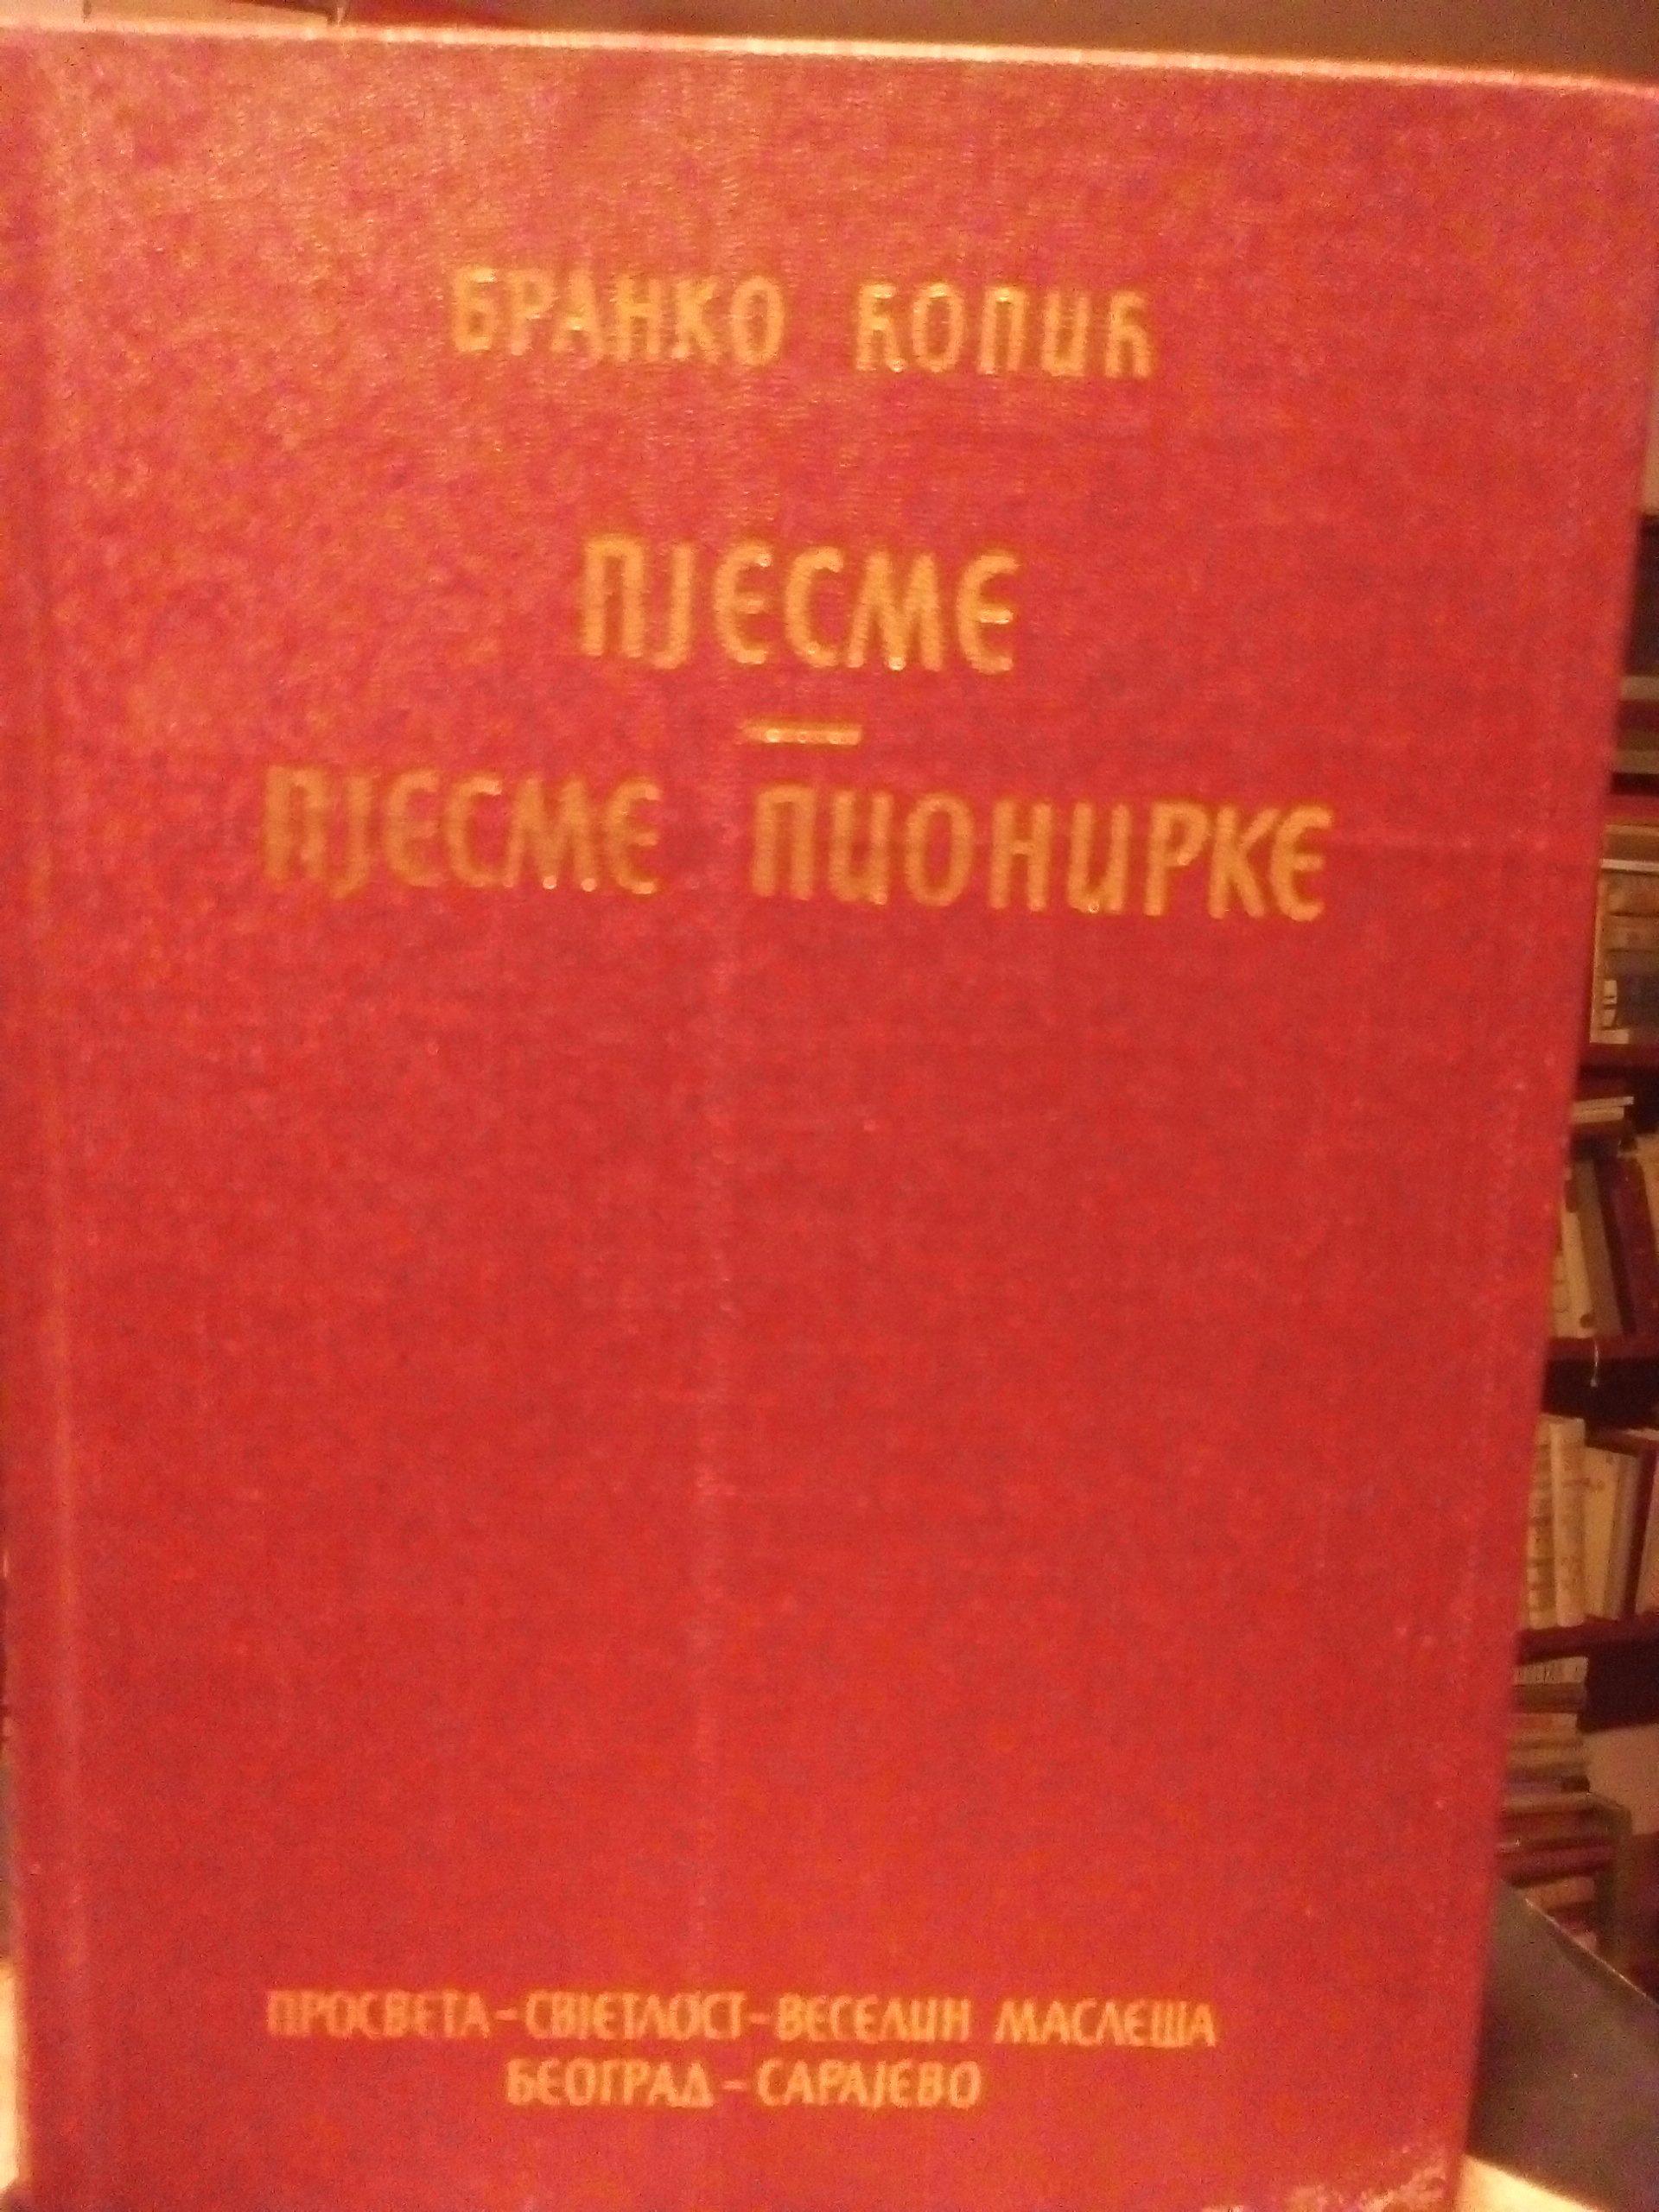 БРАНКО ЋОПИЋ
ПЈЕСМЕ
ПЈЕСМЕ ПИОНИРКЕ
ПРОСВЕТА-СВЈЕТЛОСТ-ВЕСЕЛИН МАСЛЕША
БЕОГРАД-САРАЈЕВО